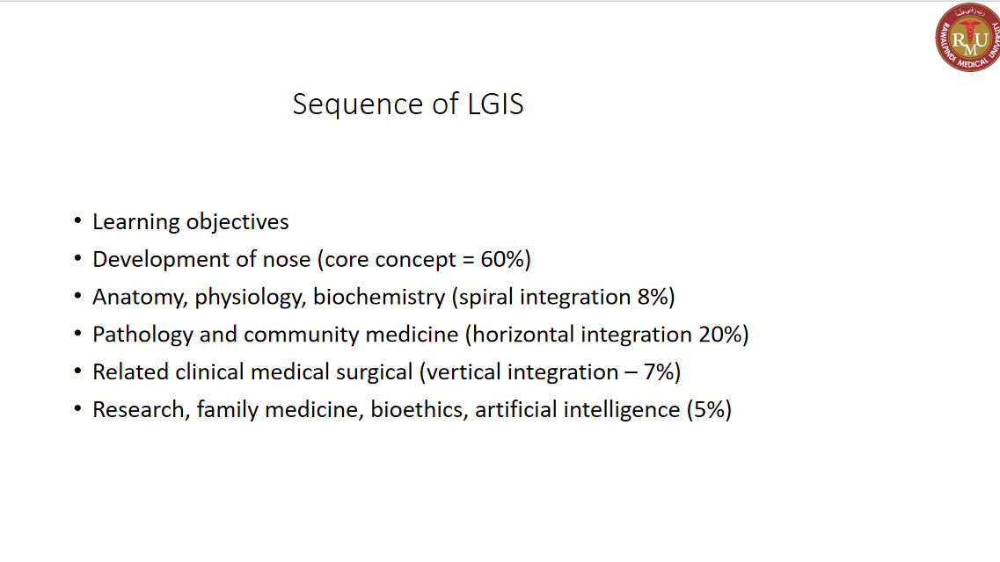 RAWALPINDI MEDICAL UNIVERSITY
RMU
Sequence of LGIS
• Learning objectives
• Development of nose (core concept = 60%)
• Anatomy, physiology, biochemistry (spiral integration 8%)
• Pathology and community medicine (horizontal integration 20%)
• Related clinical medical surgical (vertical integration – 7%)
• Research, family medicine, bioethics, artificial intelligence (5%)